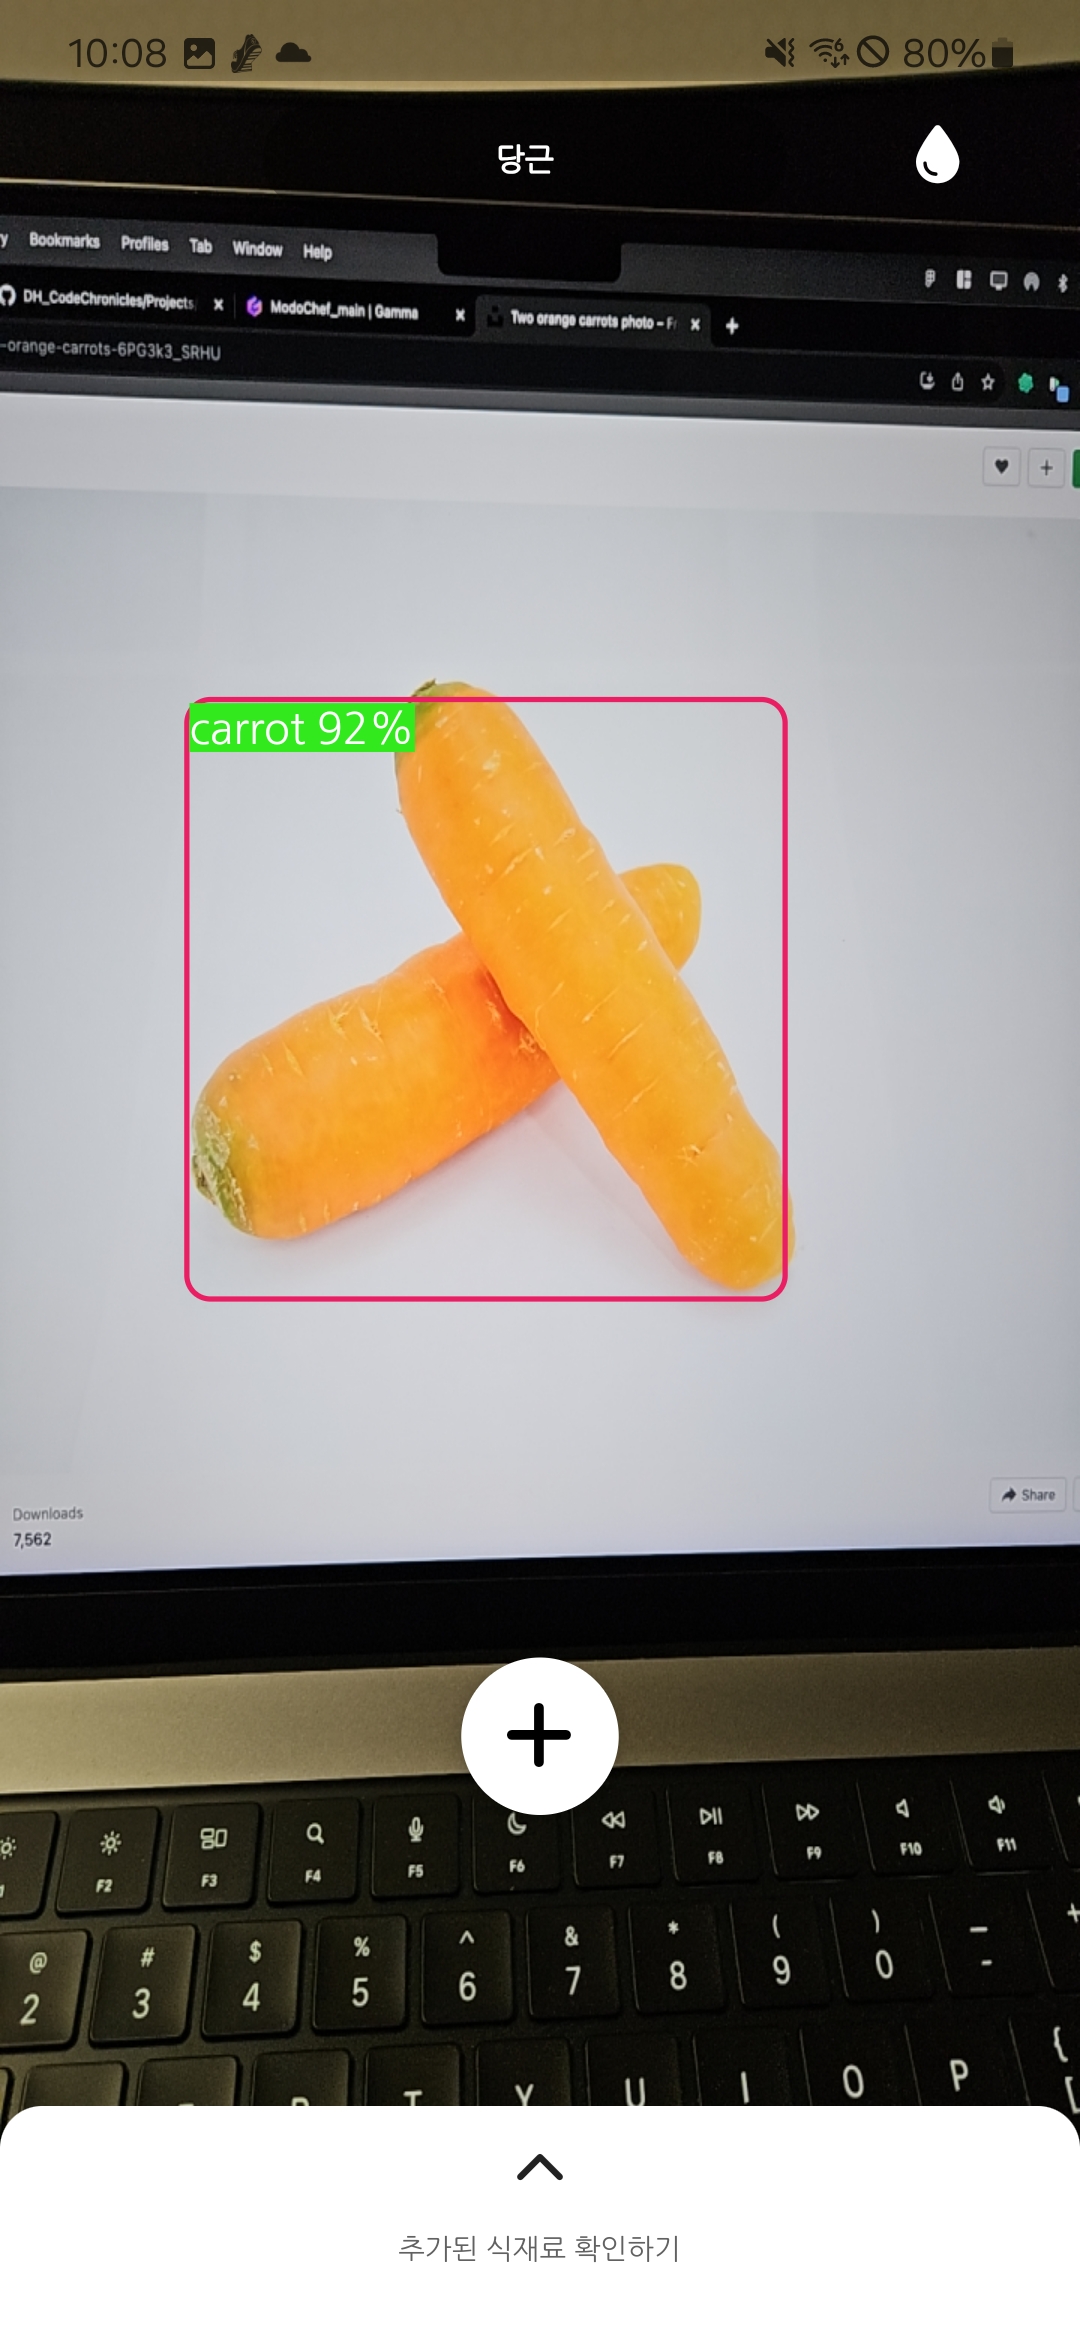 10:08 80%
당근
Bookmarks Profiles Tab Window Help
DH_CodeChronicles/Projects ModoChef_main | Gamma Two orange carrots photo – Fr
-orange-carrots-6PG3k3_SRHU
carrot 92%
Share
Downloads
7,562
F2 F3 F4 F5 F6 F7 F8 F9 F10 F11
@ # $ % ^ & * ( ) — +
2 3 4 5 6 7 8 9 0 -
T Y U I O P { [
추가된 식재료 확인하기